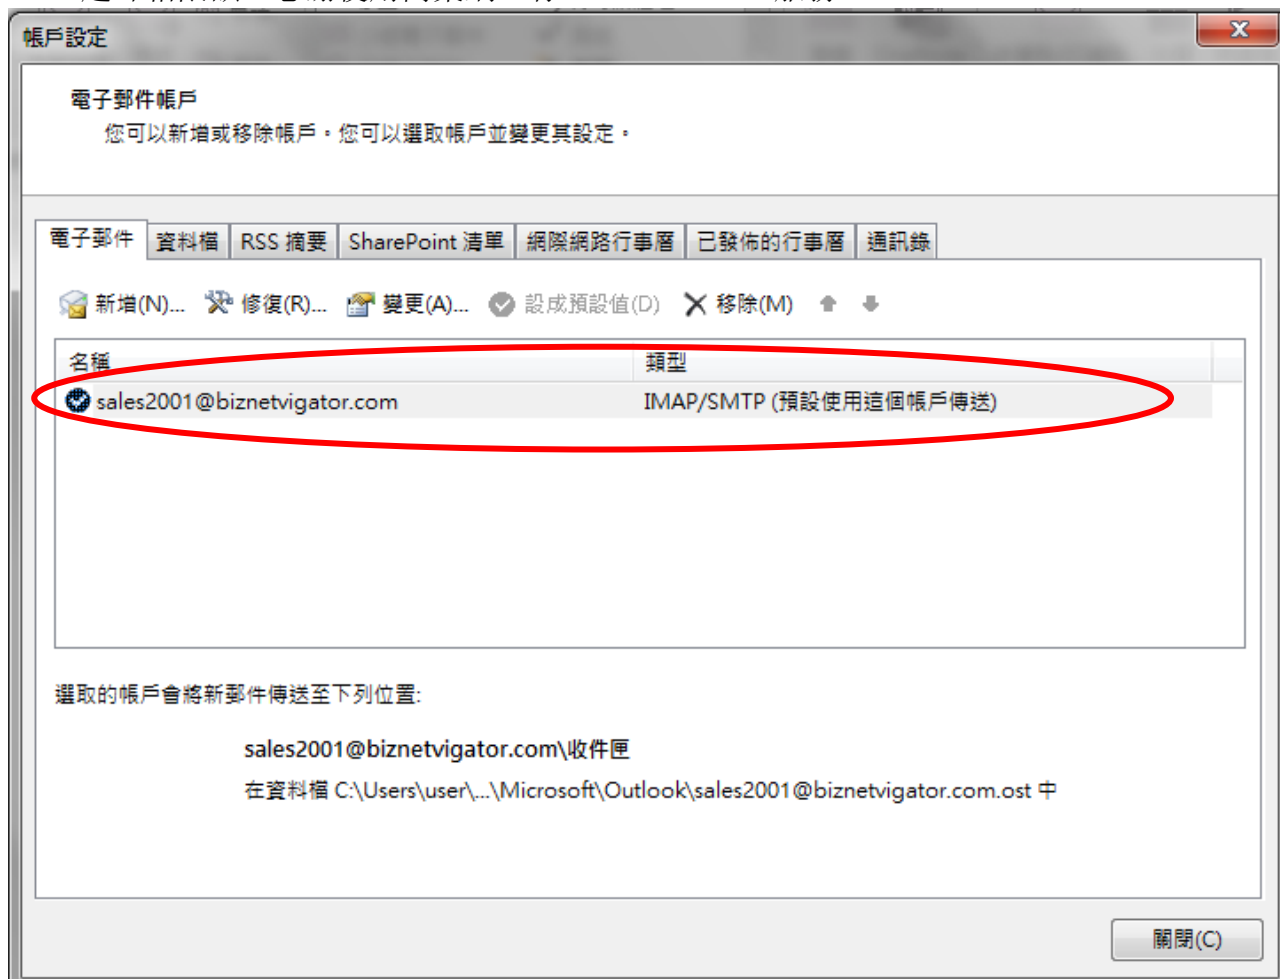 帳戶設定
電子郵件帳戶
您可以新增或移除帳戶。您可以選取帳戶並變更其設定。
電子郵件 資料檔 RSS 摘要 SharePoint 清單 網際網路行事曆 已發佈的行事曆 通訊錄
新增(N)... 修復(R)... 變更(A)... 設成預設值(D) 移除(M)
名稱 類型
sales2001@biznetvigator.com IMAP/SMTP (預設使用這個帳戶傳送)
選取的帳戶會將新郵件傳送至下列位置:
sales2001@biznetvigator.com\收件匣
在資料檔 C:\Users\user\...\Microsoft\Outlook\sales2001@biznetvigator.com.ost 中
關閉(C)